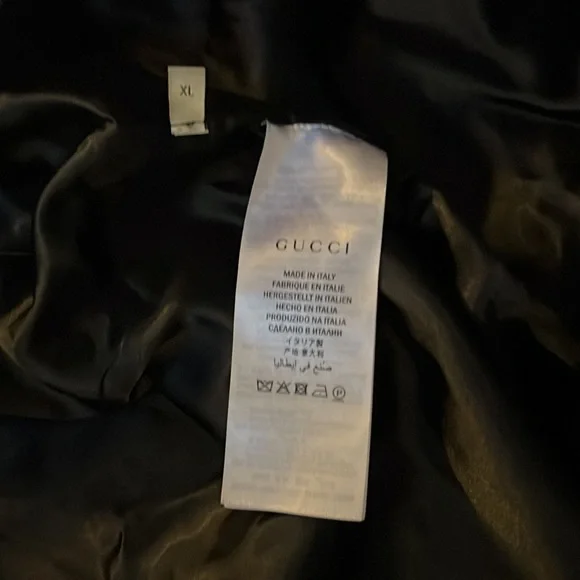 XL
GUCCI
MADE IN ITALY
FABRIQUE EN ITALIE
HERGESTELLT IN ITALIEN
HECHO EN ITALIA
PRODUZIDO NA ITALIA
СДЕЛАНО В ИТАЛИИ
イタリア製
产地 意大利
صنع في إيطاليا
P